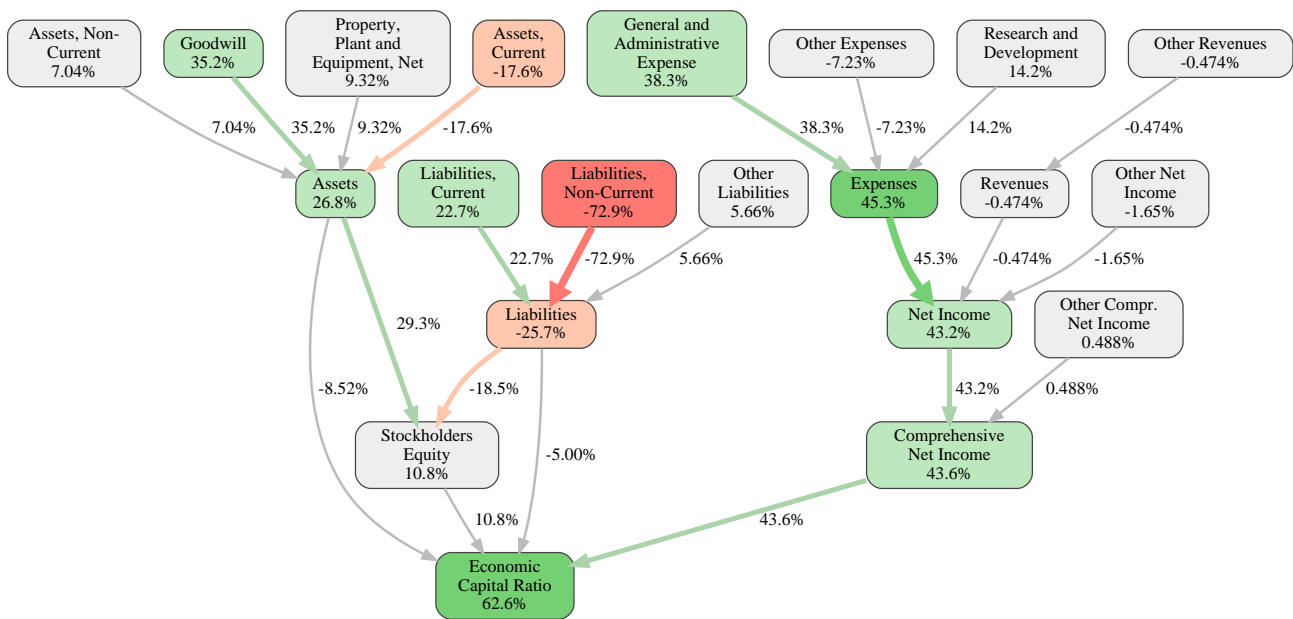 Assets, Non-
Current
7.04%
Goodwill
35.2%
Property,
Plant and
Equipment, Net
9.32%
Assets,
Current
-17.6%
General and
Administrative
Expense
38.3%
Other Expenses
-7.23%
Research and
Development
14.2%
Other Revenues
-0.474%
7.04%
35.2%
9.32%
-17.6%
38.3%
-7.23%
14.2%
-0.474%
Assets
26.8%
Liabilities,
Current
22.7%
Liabilities,
Non-Current
-72.9%
Other
Liabilities
5.66%
Expenses
45.3%
Revenues
-0.474%
Other Net
Income
-1.65%
22.7%
-72.9%
5.66%
45.3%
-0.474%
-1.65%
Liabilities
-25.7%
Net Income
43.2%
Other Compr.
Net Income
0.488%
29.3%
-8.52%
-18.5%
43.2%
0.488%
Stockholders
Equity
10.8%
-5.00%
Comprehensive
Net Income
43.6%
10.8%
43.6%
Economic
Capital Ratio
62.6%